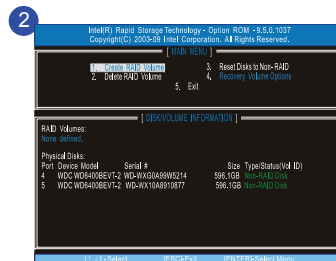 2
Intel(R) Rapid Storage Technology - Option ROM - 9.5.0.1037
Copyright(C) 2003-09 Intel Corporation. All Rights Reserved.
[ MAIN MENU ]
1. Create RAID Volume 3. Reset Disks to Non-RAID
2. Delete RAID Volume 4. Recovery Volume Options
5. Exit
[ DISK/VOLUME INFORMATION ]
RAID Volumes:
None defined.
Physical Disks:
Port Device Model Serial # Size Type/Status(Vol ID)
4 WDC WD6400BEVT-2 WD-WXG0A99W5214 596.1GB Non-RAID Disk
5 WDC WD6400BEVT-2 WD-WX10A8910877 596.1GB Non-RAID Disk
[↑↓]-Select [ESC]-Exit [ENTER]-Select Menu